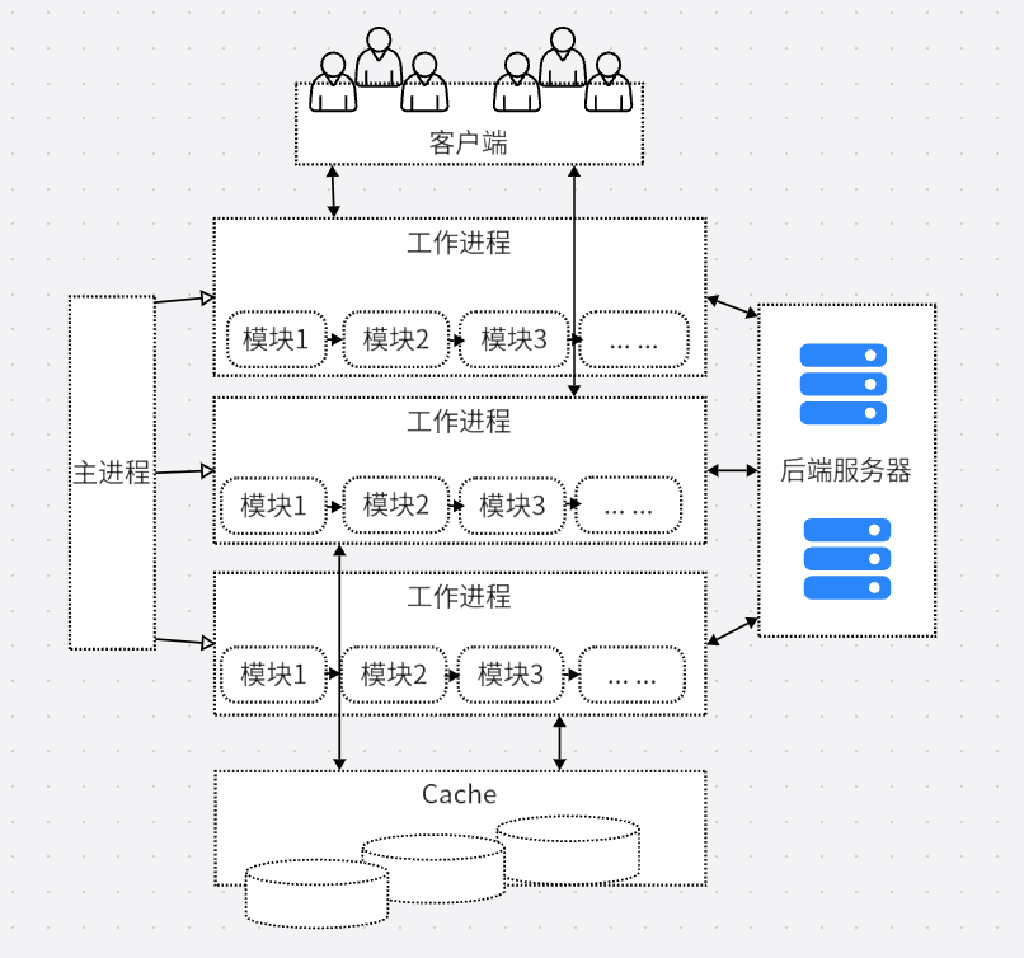 客户端
工作进程
模块1
模块2
模块3
... ...
工作进程
主进程
后端服务器
模块1
模块2
模块3
... ...
工作进程
模块1
模块2
模块3
... ...
Cache